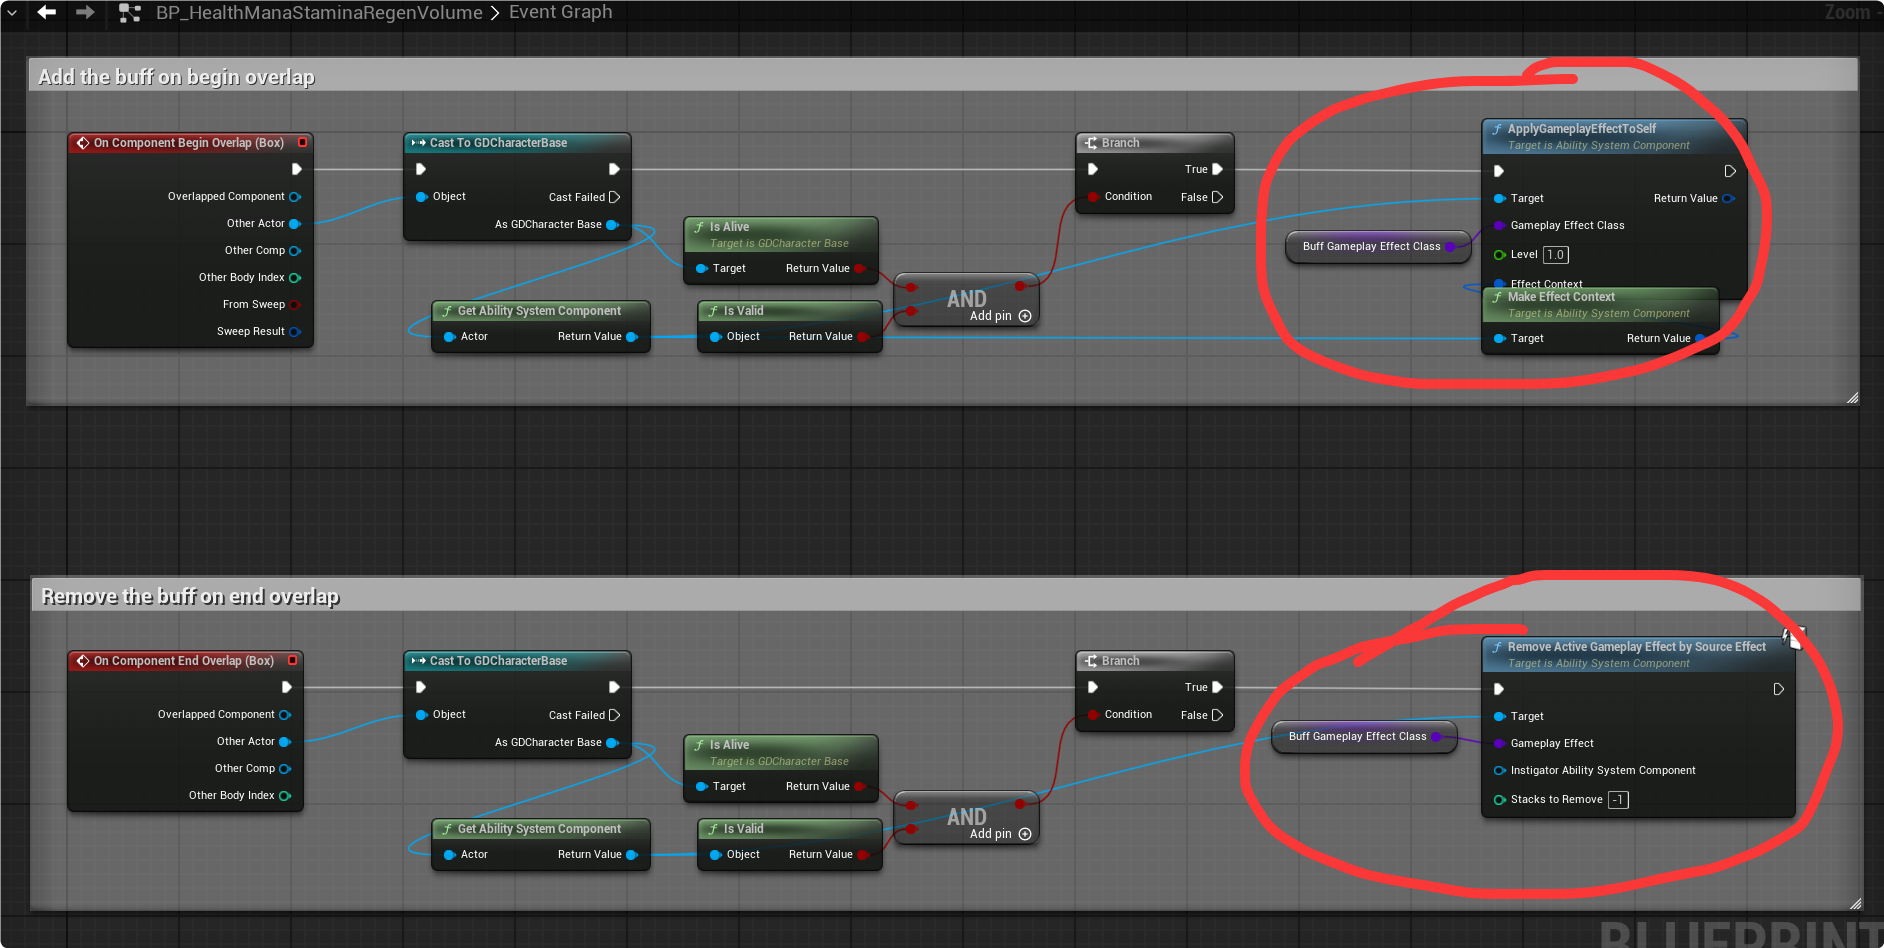 BP_HealthManaStaminaRegenVolume > Event Graph
Zoom
Add the buff on begin overlap
On Component Begin Overlap (Box)
Overlapped Component
Other Actor
Other Comp
Other Body Index
From Sweep
Sweep Result
Cast To GDCharacterBase
Object
Cast Failed
As GDCharacter Base
Is Alive
Target is GDCharacter Base
Target
Return Value
Get Ability System Component
Actor
Return Value
Is Valid
Object
Return Value
AND
Add pin
Branch
True
Condition
False
Buff Gameplay Effect Class
ApplyGameplayEffectToSelf
Target is Ability System Component
Target
Return Value
Gameplay Effect Class
Level 1.0
Effect Context
Make Effect Context
Target is Ability System Component
Target
Return Value
Remove the buff on end overlap
On Component End Overlap (Box)
Overlapped Component
Other Actor
Other Comp
Other Body Index
Cast To GDCharacterBase
Object
Cast Failed
As GDCharacter Base
Is Alive
Target is GDCharacter Base
Target
Return Value
Get Ability System Component
Actor
Return Value
Is Valid
Object
Return Value
AND
Add pin
Branch
True
Condition
False
Buff Gameplay Effect Class
Remove Active Gameplay Effect by Source Effect
Target is Ability System Component
Target
Gameplay Effect
Instigator Ability System Component
Stacks to Remove -1
BLUEPRINT